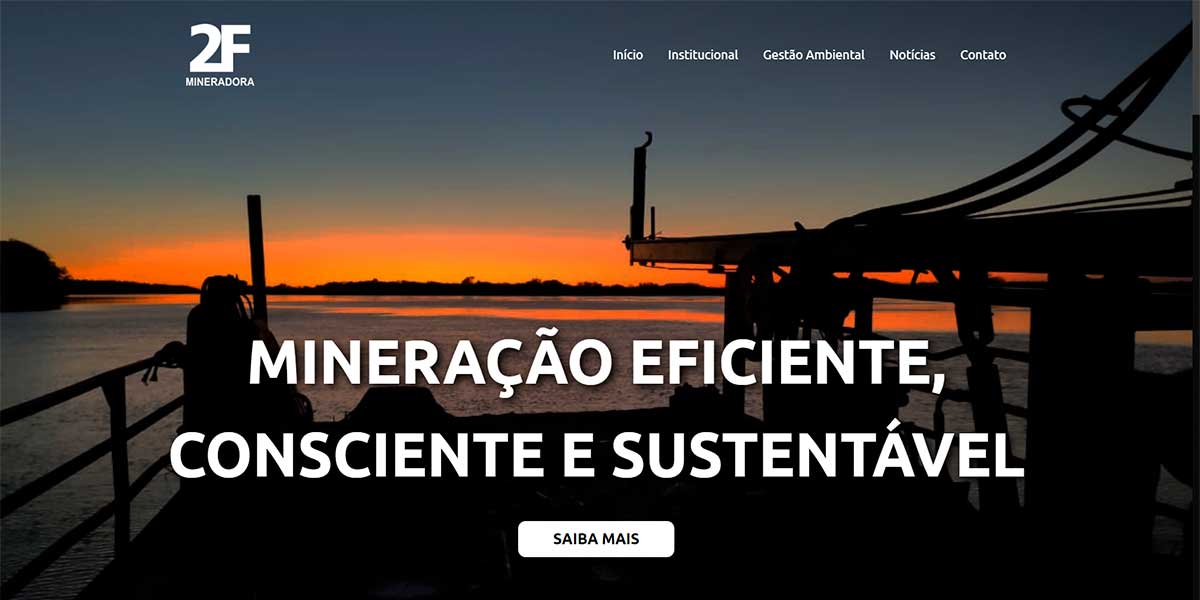 2F
MINERADORA
Início Institucional Gestão Ambiental Notícias Contato
MINERAÇÃO EFICIENTE,
CONSCIENTE E SUSTENTÁVEL
SAIBA MAIS